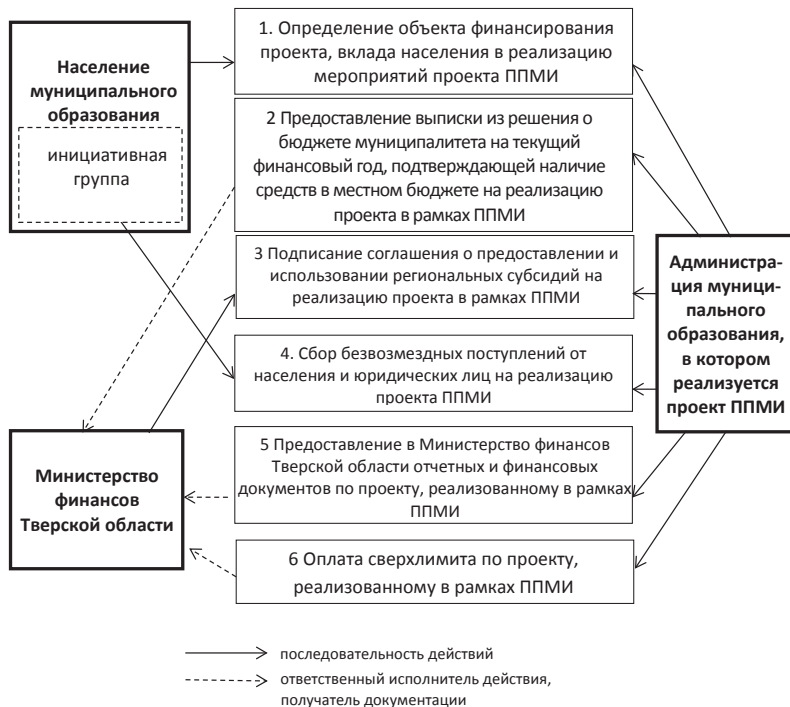 Население
муниципального
образования
инициативная
группа
1. Определение объекта финансирования
проекта, вклада населения в реализацию
мероприятий проекта ППМИ
2 Предоставление выписки из решения о
бюджете муниципалитета на текущий
финансовый год, подтверждающей наличие
средств в местном бюджете на реализацию
проекта в рамках ППМИ
3 Подписание соглашения о предоставлении и
использовании региональных субсидий на
реализацию проекта в рамках ППМИ
4. Сбор безвозмездных поступлений от
населения и юридических лиц на реализацию
проекта ППМИ
5 Предоставление в Министерство финансов
Тверской области отчетных и финансовых
документов по проекту, реализованному в рамках
ППМИ
6 Оплата сверхлимита по проекту,
реализованному в рамках ППМИ
Администра-
ция муници-
пального
образования,
в котором
реализуется
проект ППМИ
Министерство
финансов
Тверской области
последовательность действий
ответственный исполнитель действия,
получатель документации